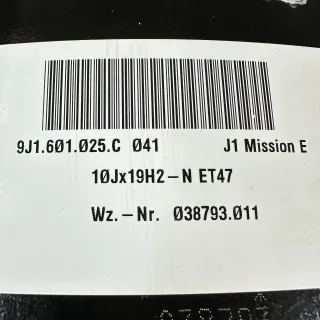 9J1.601.025.C 041 J1 Mission E
10Jx19H2-N ET47
Wz.-Nr. 038793.011